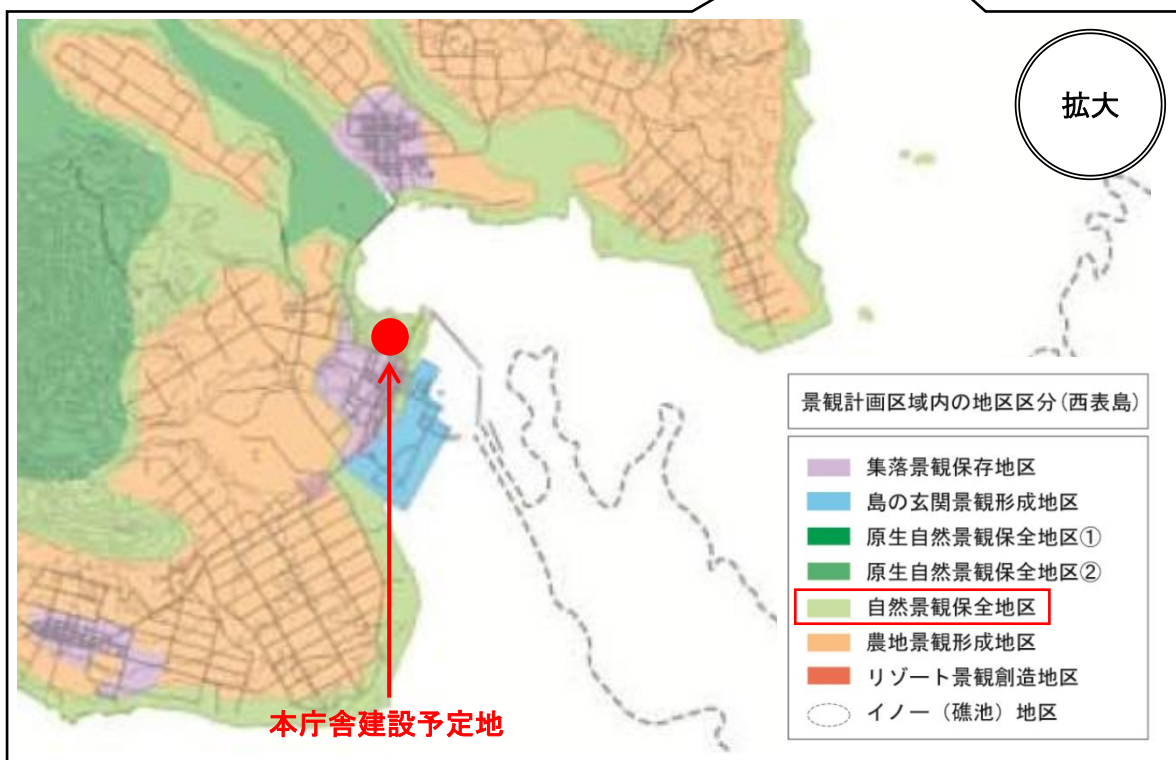 拡大
景観計画区域内の地区区分(西表島)
集落景観保存地区
島の玄関景観形成地区
原生自然景観保全地区①
原生自然景観保全地区②
自然景観保全地区
農地景観形成地区
リゾート景観創造地区
イノー（礁池）地区
本庁舎建設予定地